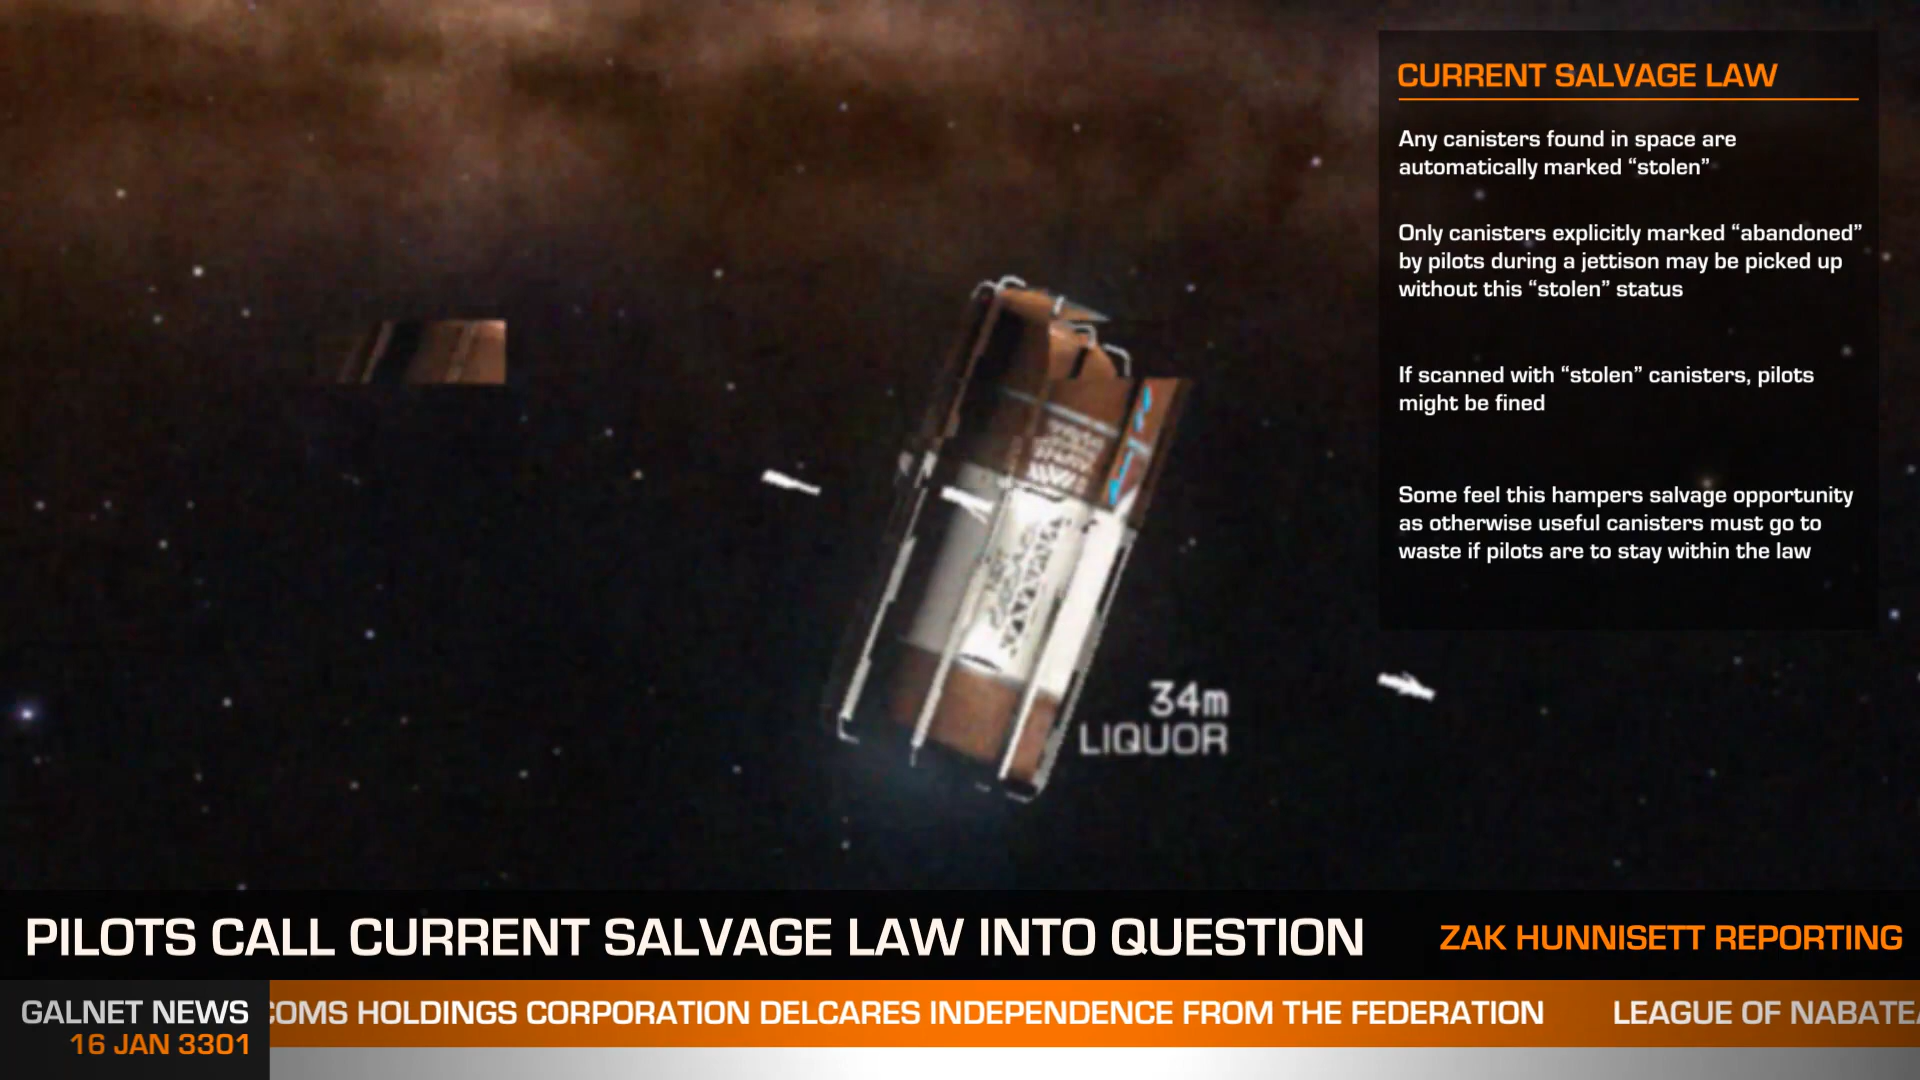 CURRENT SALVAGE LAW
Any canisters found in space are
automatically marked “stolen”
Only canisters explicitly marked “abandoned”
by pilots during a jettison may be picked up
without this “stolen” status
If scanned with “stolen” canisters, pilots
might be fined
Some feel this hampers salvage opportunity
as otherwise useful canisters must go to
waste if pilots are to stay within the law
34m
LIQUOR
PILOTS CALL CURRENT SALVAGE LAW INTO QUESTION
ZAK HUNNISETT REPORTING
GALNET NEWS
16 JAN 3301
COMS HOLDINGS CORPORATION DELCARES INDEPENDENCE FROM THE FEDERATION
LEAGUE OF NABATEA